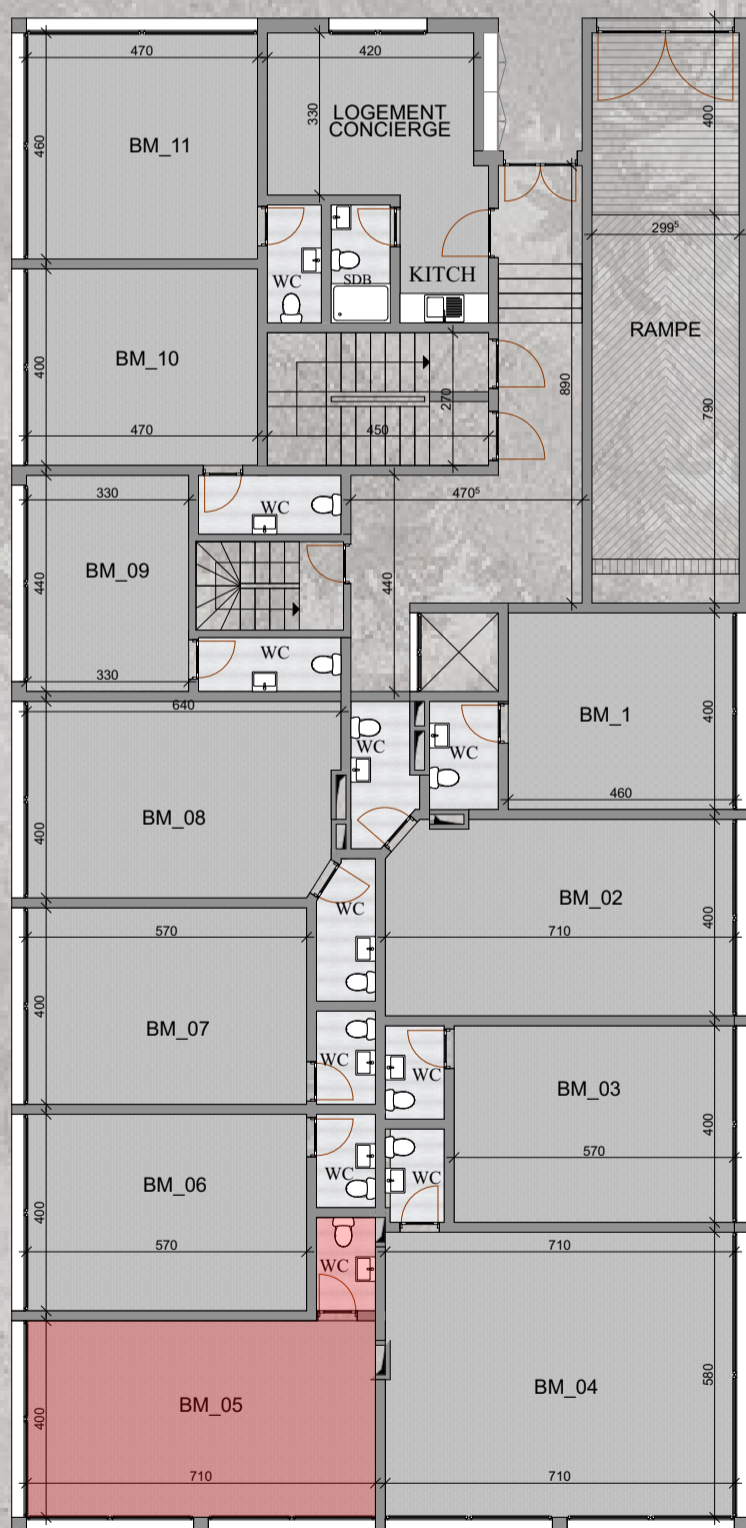 470
420
400
330
LOGEMENT
CONCIERGE
460
BM_11
299⁵
WC
SDB
KITCH
RAMPE
BM_10
400
270
890
790
470
450
330
WC
470⁵
BM_09
440
440
WC
330
640
BM_1
400
WC
WC
460
BM_08
400
WC
BM_02
400
570
710
400
BM_07
WC
WC
BM_03
400
570
WC
WC
BM_06
400
570
WC
710
BM_04
580
BM_05
400
710
710